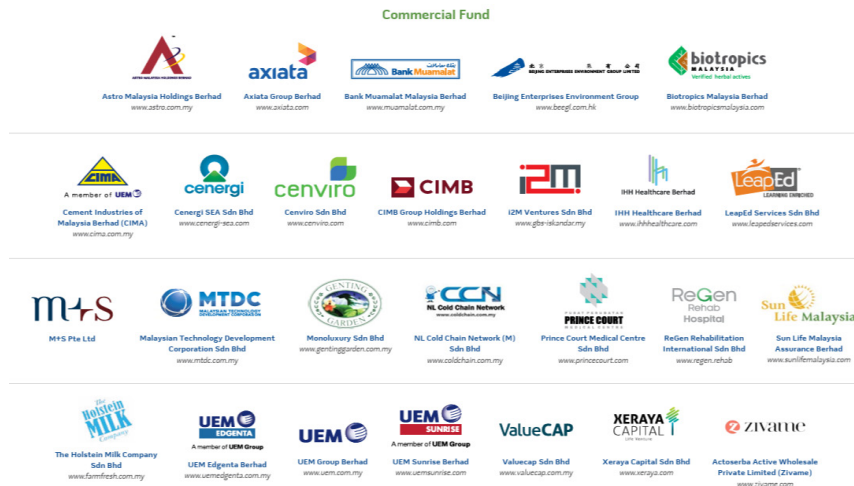 Commercial Fund
ASTRO MALAYSIA HOLDINGS
axiata
Bank Muamalat
BEIJING ENTERPRISES ENVIRONMENT GROUP LIMITED
biotropics
MALAYSIA
Verified herbal actives
Astro Malaysia Holdings Berhad
www.astro.com.my
Axiata Group Berhad
www.axiata.com
Bank Muamalat Malaysia Berhad
www.muamalat.com.my
Beijing Enterprises Environment Group
www.beegl.com.hk
Biotropics Malaysia Berhad
www.biotropicsmalaysia.com
CIMA
A member of UEM
cenergi
cenviro
CIMB
i2M
IHH Healthcare Berhad
LeapEd
LEARNING ENRICHED
Cement Industries of
Malaysia Berhad (CIMA)
www.cima.com.my
Cenergi SEA Sdn Bhd
www.cenergi-sea.com
Cenviro Sdn Bhd
www.cenviro.com
CIMB Group Holdings Berhad
www.cimb.com
i2M Ventures Sdn Bhd
www.gbs-iskandar.my
IHH Healthcare Berhad
www.ihhhealthcare.com
LeapEd Services Sdn Bhd
www.leapedservices.com
m+s
MTDC
MALAYSIAN TECHNOLOGY
DEVELOPMENT CORPORATION
GENTING
GARDEN
CCN
NL Cold Chain Network
www.coldchain.com.my
PUSAT PERUBATAN
PRINCE COURT
MEDICAL CENTRE
ReGen
Rehab
Hospital
Sun
Life Malaysia
M+S Pte Ltd
Malaysian Technology Development
Corporation Sdn Bhd
www.mtdc.com.my
Monoluxury Sdn Bhd
www.gentinggarden.com.my
NL Cold Chain Network (M)
Sdn Bhd
www.coldchain.com.my
Prince Court Medical Centre
Sdn Bhd
www.princecourt.com
ReGen Rehabilitation
International Sdn Bhd
www.regen.rehab
Sun Life Malaysia
Assurance Berhad
www.sunlifemalaysia.com
The
Holstein
MILK
Company
UEM
EDGENTA
A member of UEM Group
UEM
UEM
SUNRISE
A member of UEM Group
ValueCAP
XERAYA
CAPITAL
Life Venture
zivame
The Holstein Milk Company
Sdn Bhd
www.farmfresh.com.my
UEM Edgenta Berhad
www.uemedgenta.com.my
UEM Group Berhad
www.uem.com.my
UEM Sunrise Berhad
www.uemsunrise.com
Valuecap Sdn Bhd
www.valuecap.com.my
Xeraya Capital Sdn Bhd
www.xeraya.com
Actoserba Active Wholesale
Private Limited (Zivame)
www.zivame.com